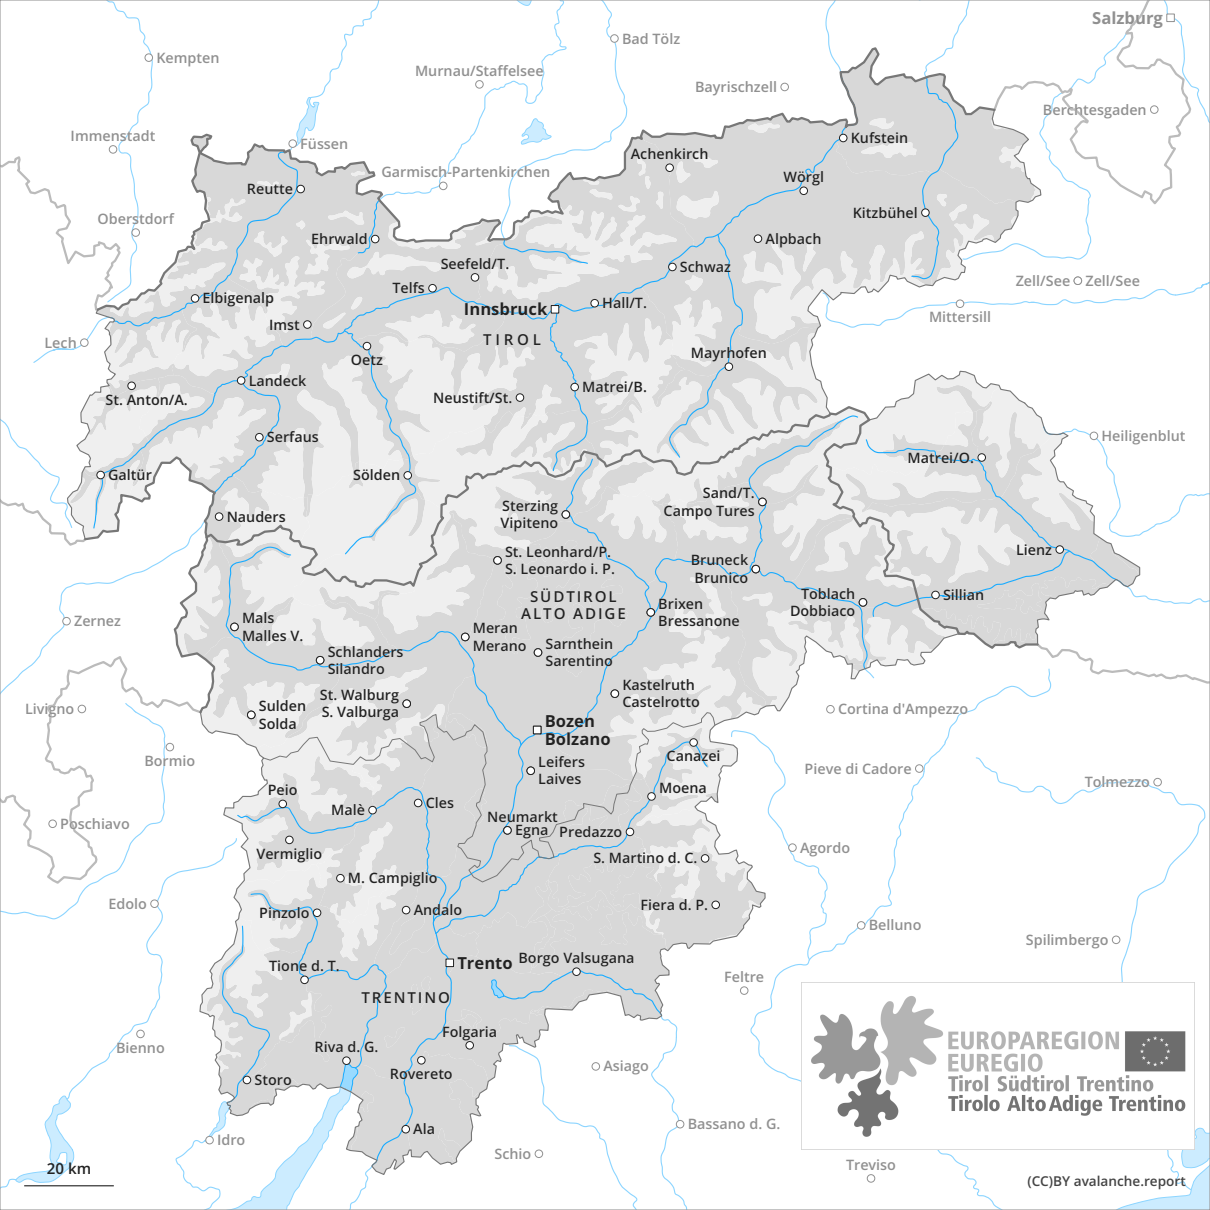 Salzburg
Kempten
Bad Tölz
Murnau/Staffelsee
Bayrischzell
Berchtesgaden
Immenstadt
Füssen
Kufstein
Achenkirch
Garmisch-Partenkirchen
Wörgl
Reutte
Oberstdorf
Kitzbühel
Ehrwald
Alpbach
Seefeld/T.
Schwaz
Zell/See
Zell/See
Telfs
Elbigenalp
Hall/T.
Innsbruck
Mittersill
Imst
TIROL
Lech
Oetz
Mayrhofen
Landeck
Matrei/B.
St. Anton/A.
Neustift/St.
Serfaus
Heiligenblut
Matrei/O.
Galtür
Sölden
Sand/T.
Campo Tures
Sterzing
Vipiteno
Nauders
Lienz
St. Leonhard/P.
S. Leonardo i. P.
Bruneck
Brunico
SÜDTIROL
ALTO ADIGE
Toblach
Dobbiaco
Sillian
Brixen
Bressanone
Zernez
Mals
Malles V.
Meran
Merano
Sarnthein
Sarentino
Schlanders
Silandro
Kastelruth
Castelrotto
St. Walburg
S. Valburga
Sulden
Solda
Livigno
Cortina d'Ampezzo
Bozen
Bolzano
Bormio
Canazei
Leifers
Laives
Pieve di Cadore
Tolmezzo
Peio
Moena
Malè
Cles
Neumarkt
Egna
Predazzo
Poschiavo
Vermiglio
Agordo
S. Martino d. C.
M. Campiglio
Edolo
Pinzolo
Andalo
Fiera d. P.
Belluno
Spilimbergo
Tione d. T.
Trento
Borgo Valsugana
Feltre
TRENTINO
Folgaria
Bienno
Riva d. G.
Rovereto
Asiago
Storo
EUROPAREGION
EUREGIO
Tirol Südtirol Trentino
Tirolo Alto Adige Trentino
Idro
Ala
Bassano d. G.
Schio
Treviso
20 km
(CC)BY avalanche.report